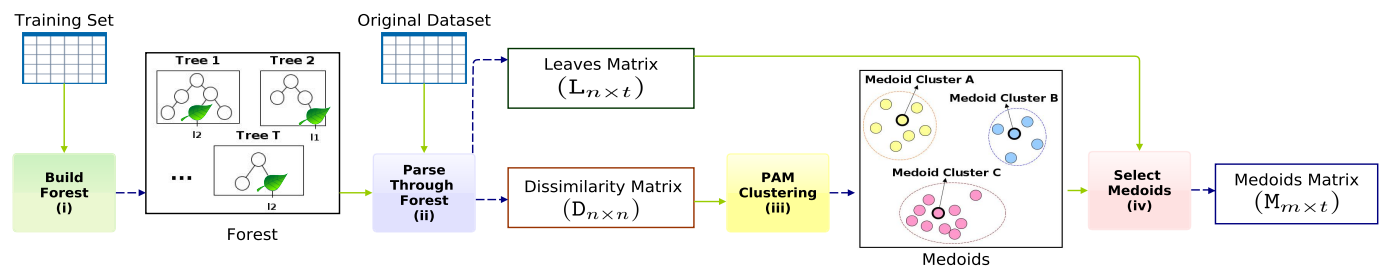 Training Set
Build
Forest
(i)
Tree 1
l2
Tree 2
l1
...
Tree T
l2
Forest
Original Dataset
Parse
Through
Forest
(ii)
Leaves Matrix
(L_{n×t})
Dissimilarity Matrix
(D_{n×n})
PAM
Clustering
(iii)
Medoid Cluster A
Medoid Cluster B
Medoid Cluster C
Medoids
Select
Medoids
(iv)
Medoids Matrix
(M_{m×t})